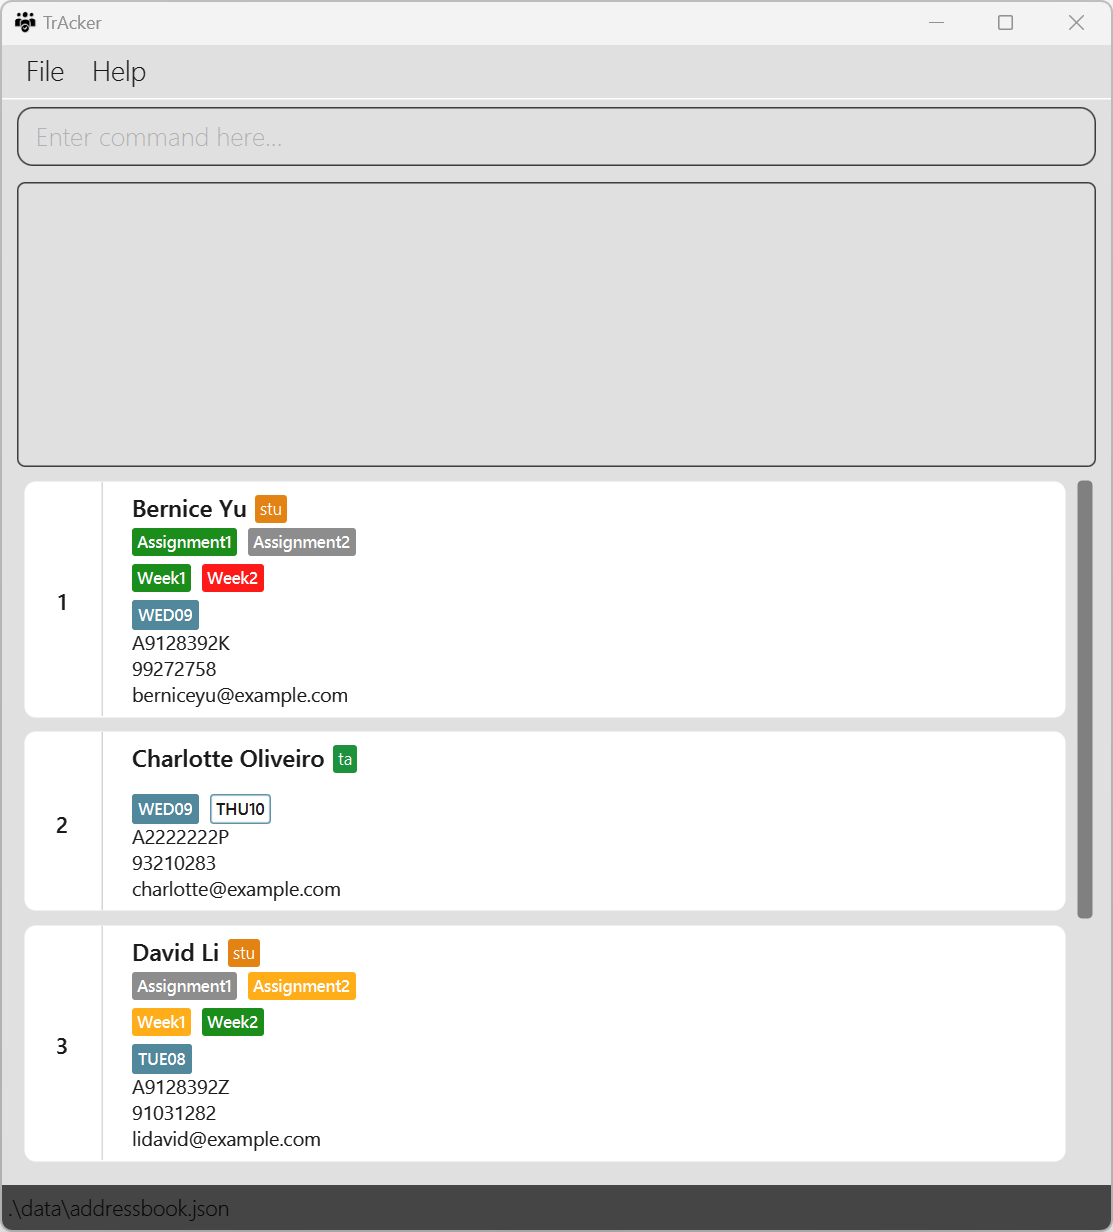 TrAcker
File Help
Enter command here...
1
Bernice Yu stu
Assignment1 Assignment2
Week1 Week2
WED09
A9128392K
99272758
berniceyu@example.com
2
Charlotte Oliveiro ta
WED09 THU10
A2222222P
93210283
charlotte@example.com
3
David Li stu
Assignment1 Assignment2
Week1 Week2
TUE08
A9128392Z
91031282
lidavid@example.com
.\data\addressbook.json